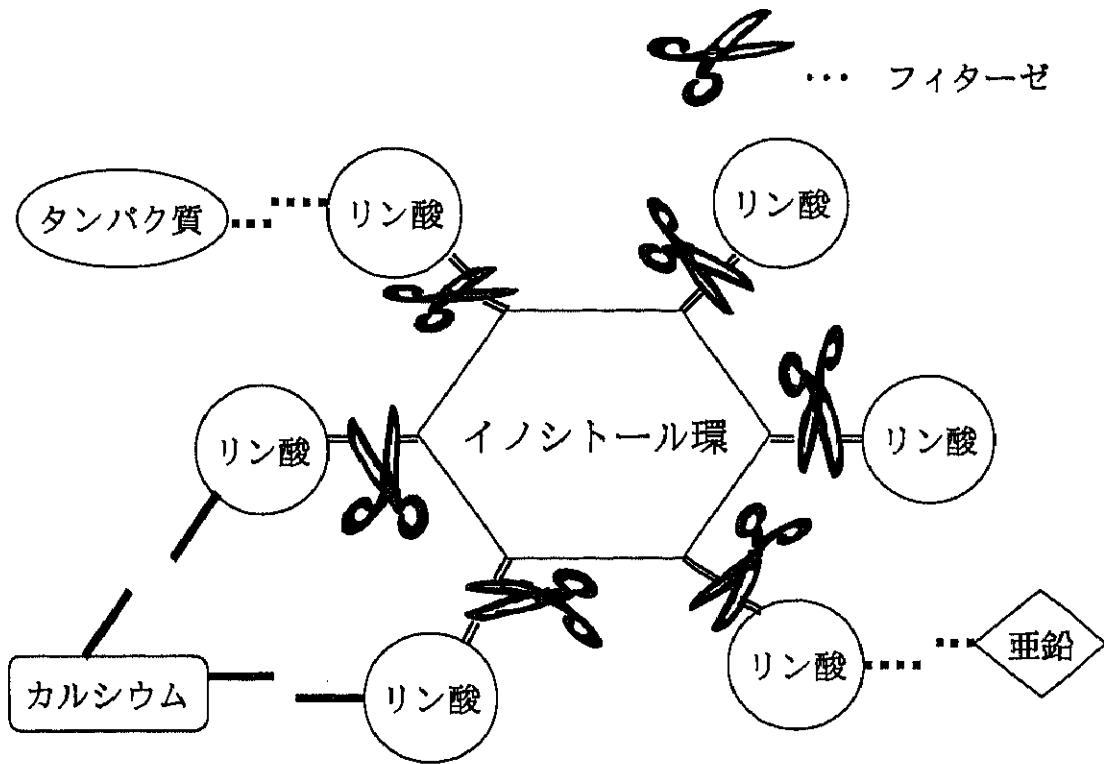 … フィターゼ
タンパク質
リン酸
リン酸
リン酸
イノシトール環
リン酸
カルシウム
リン酸
リン酸
亜鉛